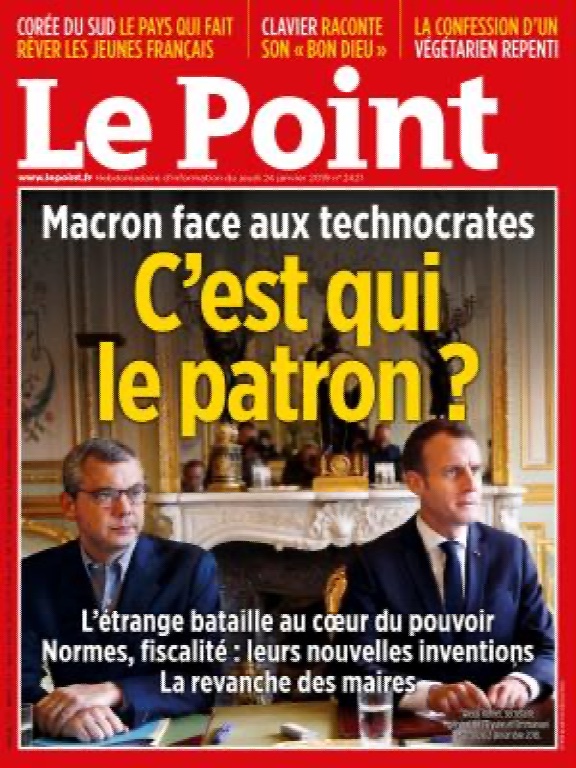 CORÉE DU SUD LE PAYS QUI FAIT
RÊVER LES JEUNES FRANÇAIS
CLAVIER RACONTE
SON « BON DIEU »
LA CONFESSION D'UN
VÉGÉTARIEN REPENTI
Le Point
www.lepoint.fr Hebdomadaire d'information du jeudi 24 janvier 2019 n° 2421
Macron face aux technocrates
C'est qui
le patron ?
L'étrange bataille au cœur du pouvoir
Normes, fiscalité : leurs nouvelles inventions
La revanche des maires